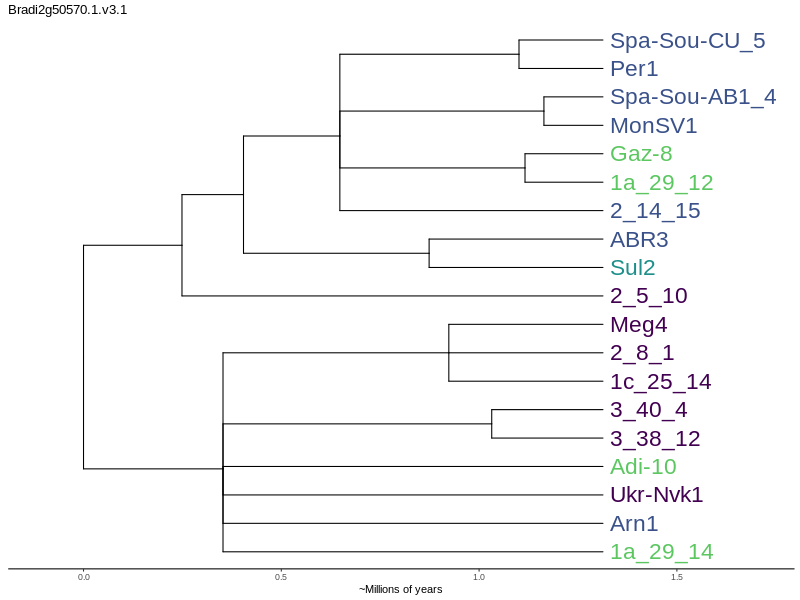 Bradi2g50570.1.v3.1
Spa-Sou-CU_5
Per1
Spa-Sou-AB1_4
MonSV1
Gaz-8
1a_29_12
2_14_15
ABR3
Sul2
2_5_10
Meg4
2_8_1
1c_25_14
3_40_4
3_38_12
Adi-10
Ukr-Nvk1
Arn1
1a_29_14
0.0 0.5 1.0 1.5
~Millions of years